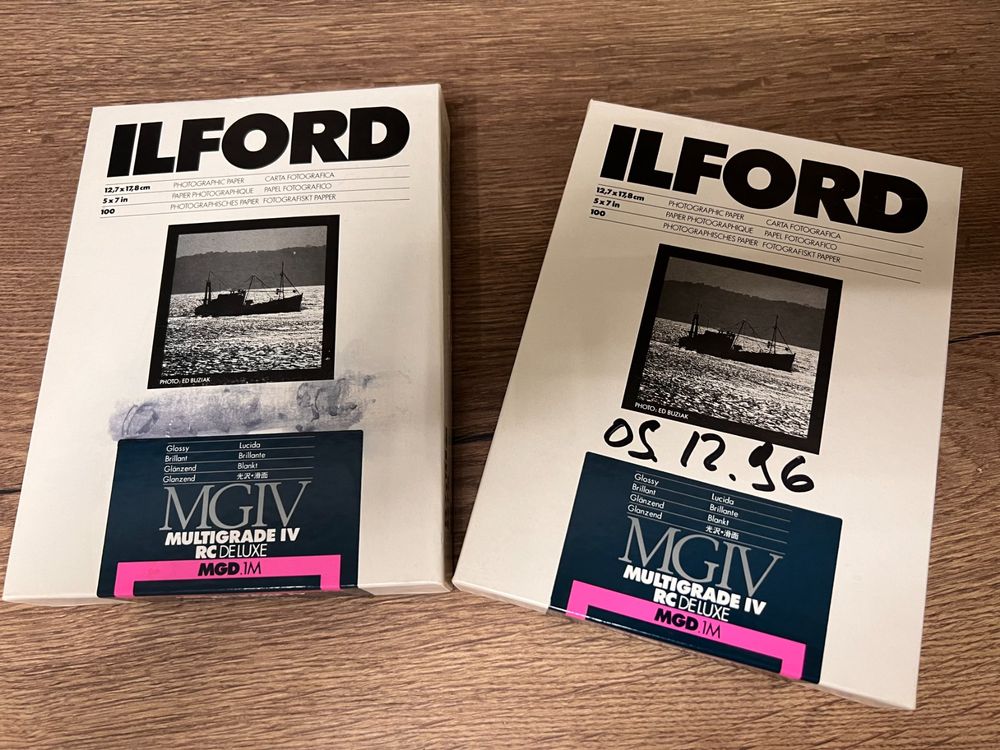 ILFORD
12,7 x 17,8 cm PHOTOGRAPHIC PAPER CARTA FOTOGRAFICA
5 x 7 in PAPIER PHOTOGRAPHIQUE PAPEL FOTOGRAFICO
100 PHOTOGRAPHISCHES PAPIER FOTOGRAFISKT PAPPER
PHOTO: ED BUZIAK
Glossy Lucida
Brillant Brillante
Glänzend Blankt
Glanzend 光沢・滑面
MGIV
MULTIGRADE IV
RC DE LUXE
MGD.1M
ILFORD
12,7 x 17,8 cm PHOTOGRAPHIC PAPER CARTA FOTOGRAFICA
5 x 7 in PAPIER PHOTOGRAPHIQUE PAPEL FOTOGRAFICO
100 PHOTOGRAPHISCHES PAPIER FOTOGRAFISKT PAPPER
PHOTO: ED BUZIAK
05.12.96
Glossy Lucida
Brillant Brillante
Glänzend Blankt
Glanzend 光沢・滑面
MGIV
MULTIGRADE IV
RC DE LUXE
MGD.1M